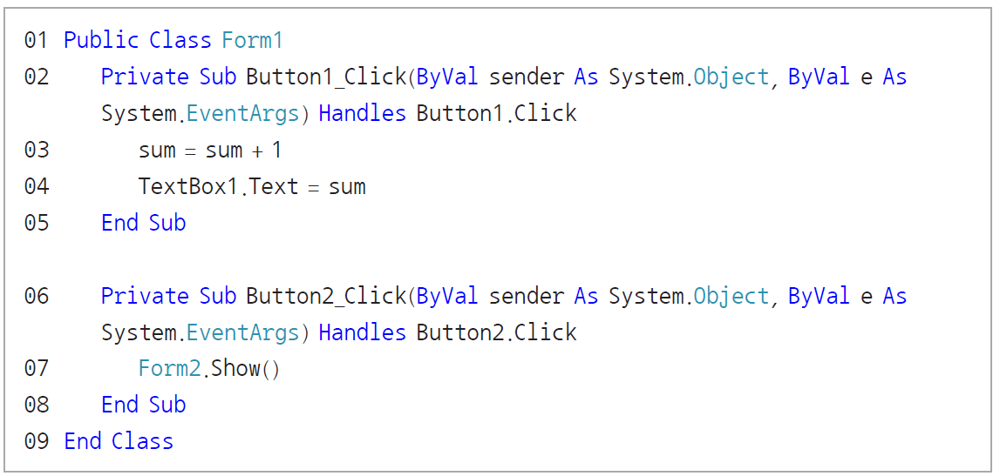 01 Public Class Form1
02 Private Sub Button1_Click(ByVal sender As System.Object, ByVal e As
System.EventArgs) Handles Button1.Click
03 sum = sum + 1
04 TextBox1.Text = sum
05 End Sub
06 Private Sub Button2_Click(ByVal sender As System.Object, ByVal e As
System.EventArgs) Handles Button2.Click
07 Form2.Show()
08 End Sub
09 End Class